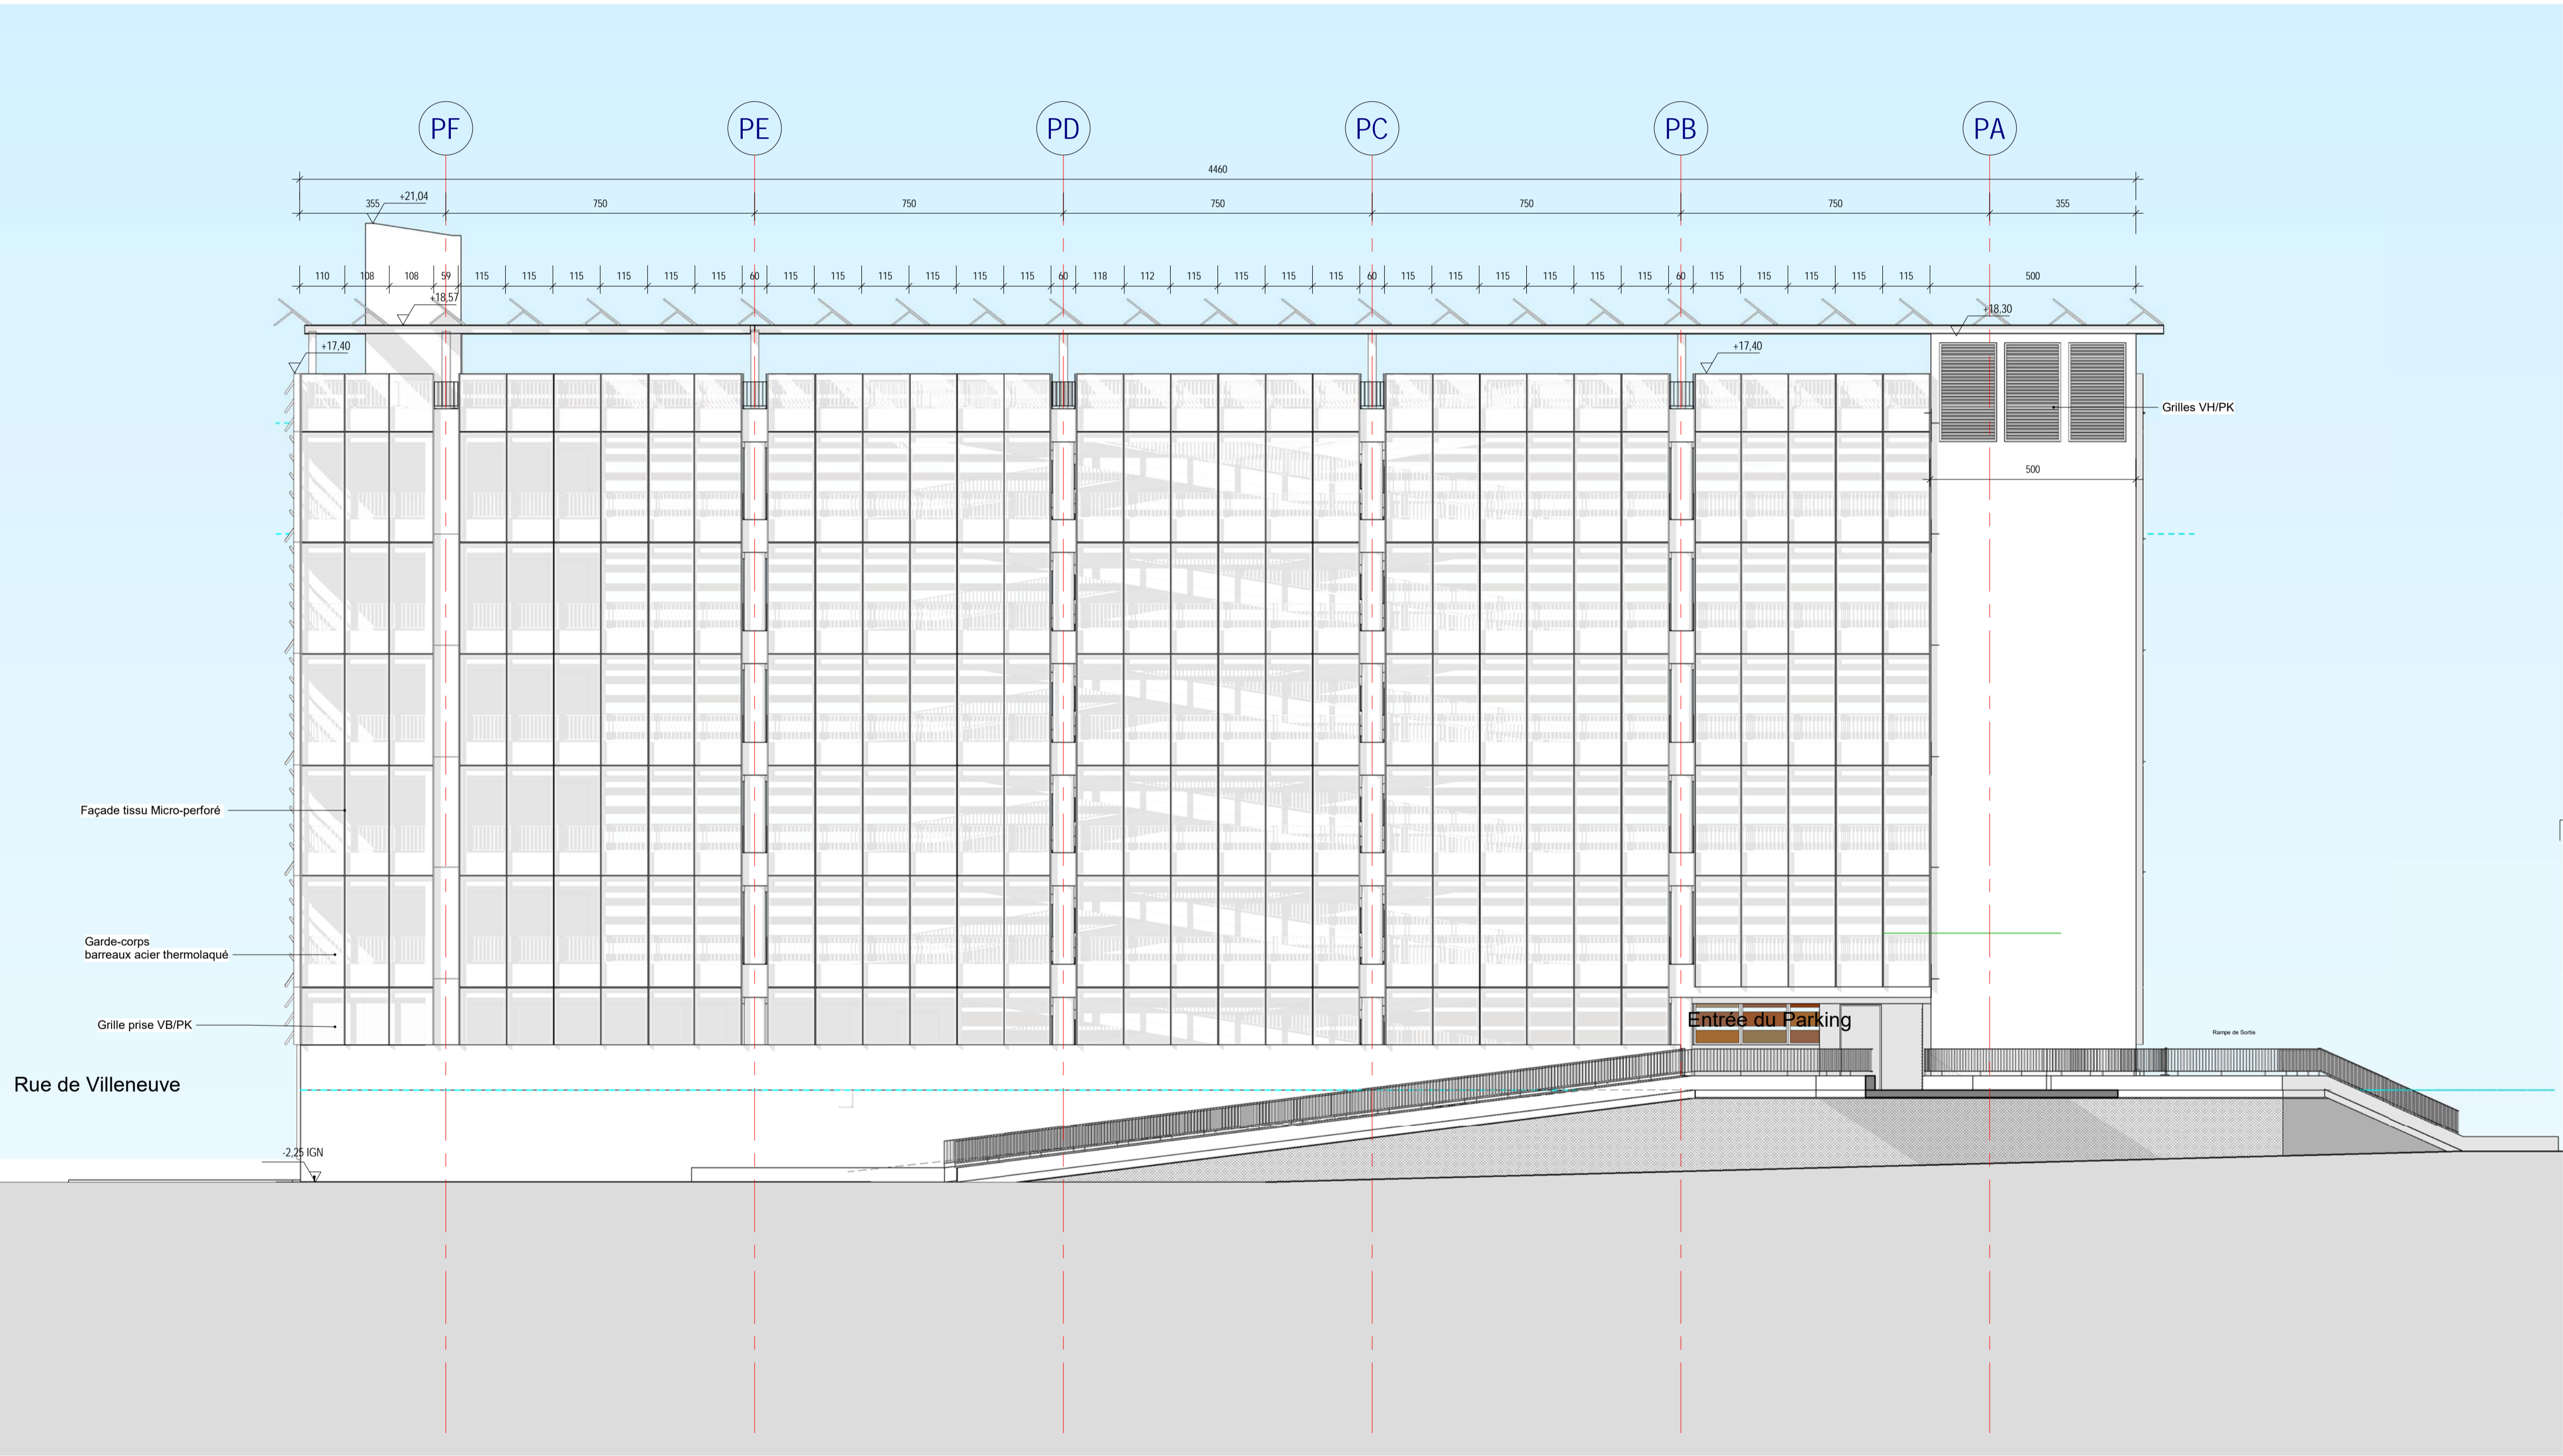 PF PE PD PC PB PA
4460
355 +21,04 750 750 750 750 750 355
110 108 108 59 115 115 115 115 115 115 60 115 115 115 115 115 115 60 118 112 115 115 115 115 60 115 115 115 115 115 115 60 115 115 115 115 115 500
+18,57
+18,30
+17,40
+17,40
Grilles VH/PK
500
Façade tissu Micro-perforé
Garde-corps
barreaux acier thermolaqué
Grille prise VB/PK
Entrée du Parking
Rampe de Sortie
Rue de Villeneuve
-2,25 IGN